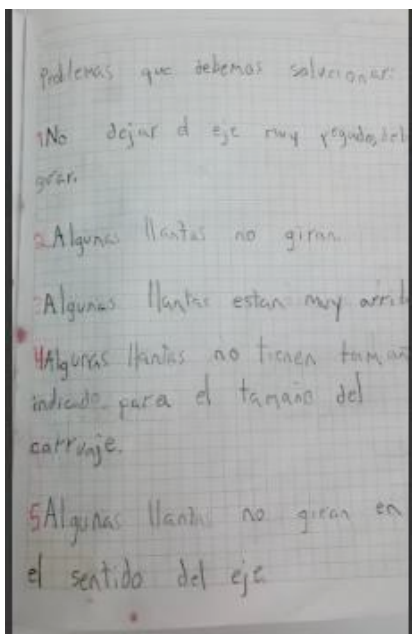 Problemas que debemos solucionar:
1No dejar el eje muy pegado, debe
girar.
2Algunas llantas no giran.
3Algunas llantas estan muy arrib
4Algunas llantas no tienen tamañ
indicado para el tamaño del
carruaje.
5Algunas llantas no giran en
el sentido del eje